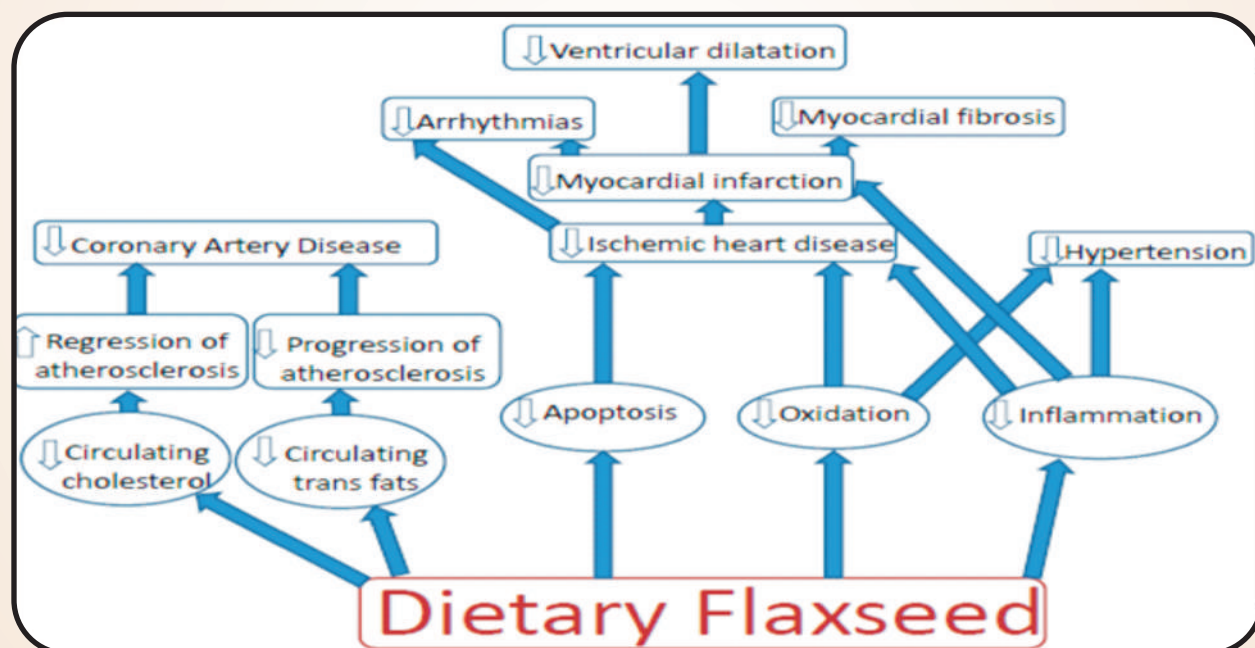 Ventricular dilatation
Arrhythmias
Myocardial fibrosis
Myocardial infarction
Coronary Artery Disease
Ischemic heart disease
Hypertension
Regression of
atherosclerosis
Progression of
atherosclerosis
Apoptosis
Oxidation
Inflammation
Circulating
cholesterol
Circulating
trans fats
Dietary Flaxseed